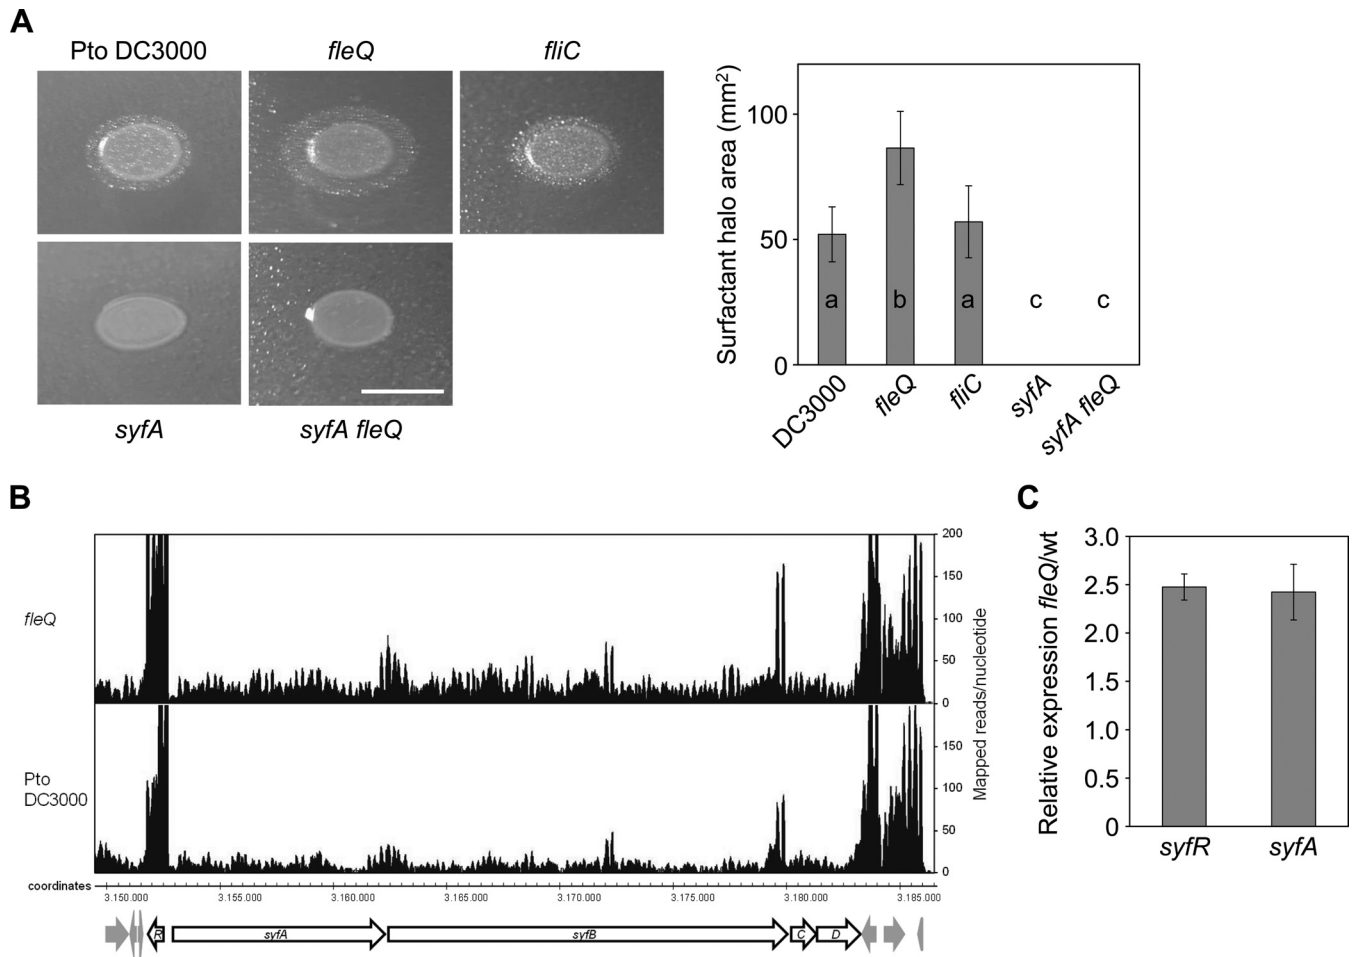 A
Pto DC3000
fleQ
fliC
syfA
syfA fleQ
Surfactant halo area (mm2)
100
50
0
a
b
a
c
c
DC3000
fleQ
fliC
syfA
syfA fleQ
B
fleQ
Pto
DC3000
200
150
100
50
0
150
100
50
0
Mapped reads/nucleotide
coordinates
3.150.000
3.155.000
3.160.000
3.165.000
3.170.000
3.175.000
3.180.000
3.185.000
R
syfA
syfB
C
D
C
Relative expression fleQ/wt
3.0
2.5
2.0
1.5
1.0
0.5
0
syfR
syfA